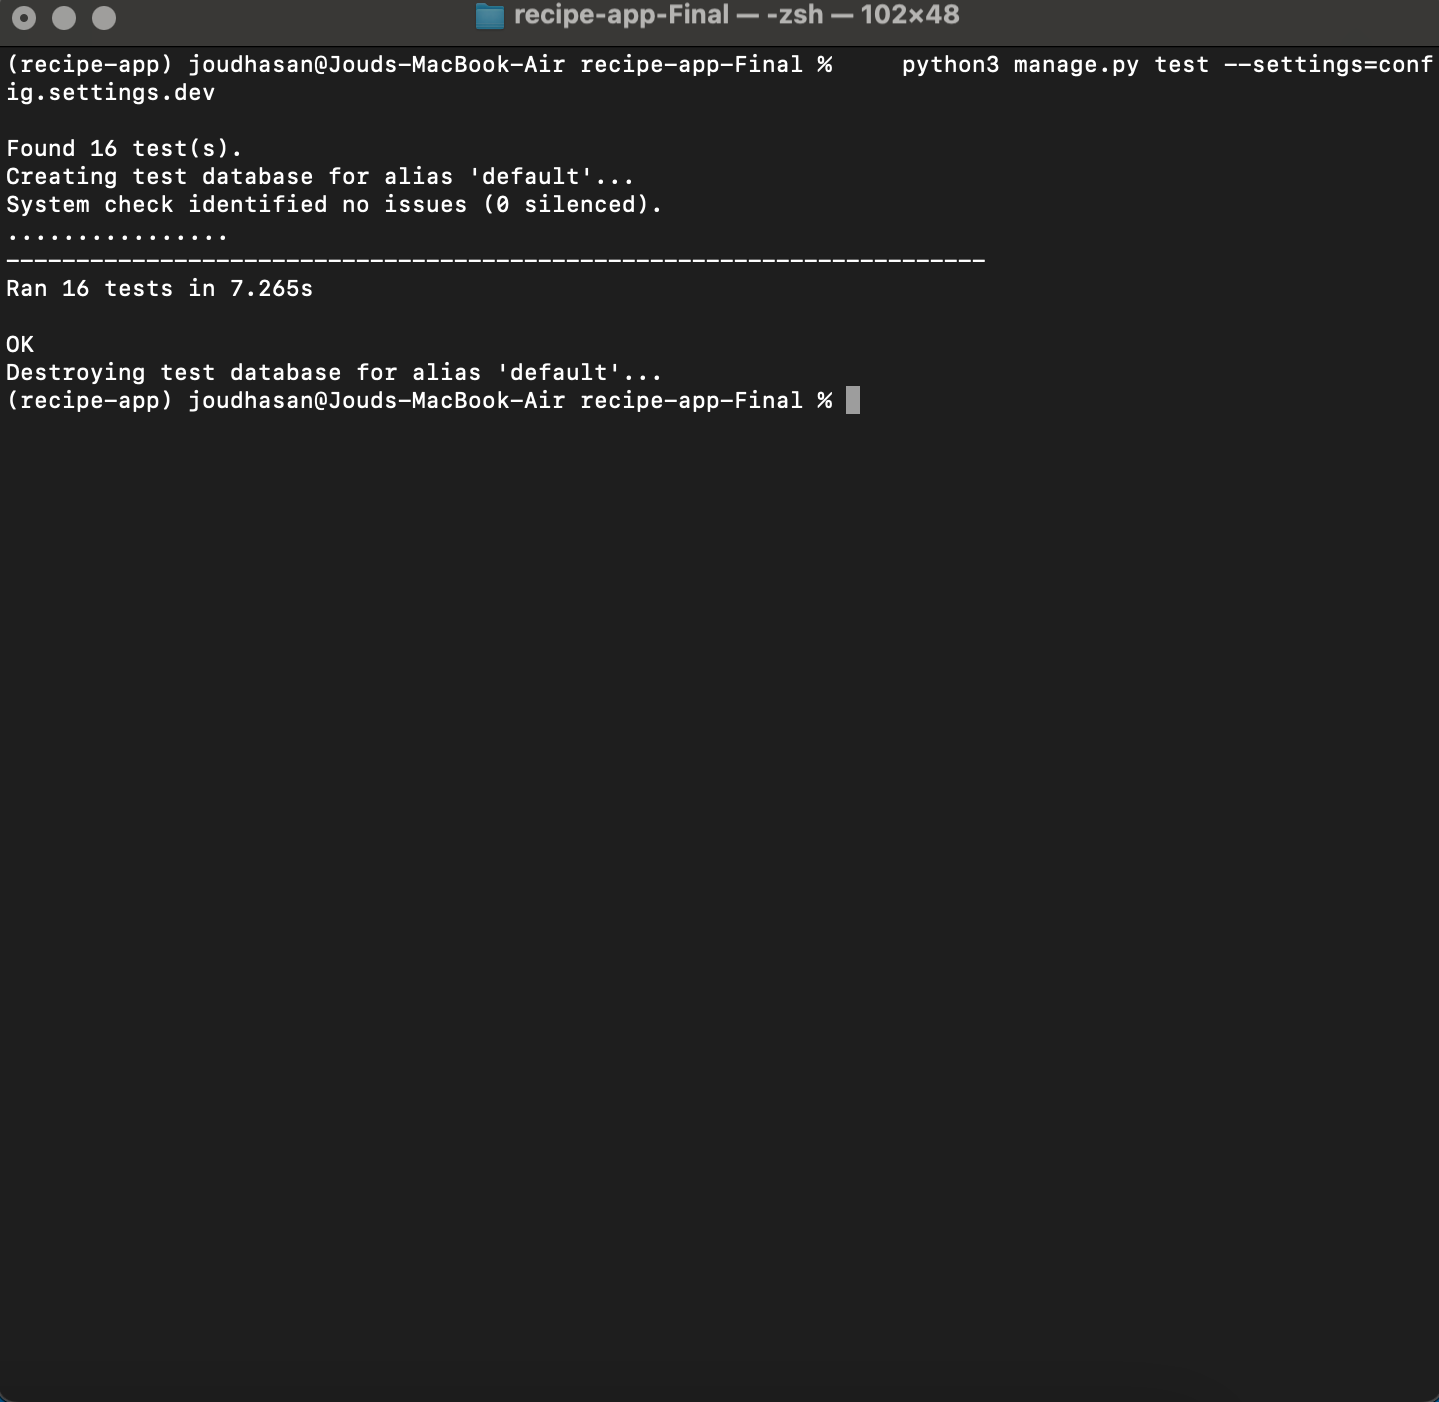 recipe-app-Final — -zsh — 102×48
(recipe-app) joudhasan@Jouds-MacBook-Air recipe-app-Final %     python3 manage.py test --settings=conf
ig.settings.dev
Found 16 test(s).
Creating test database for alias 'default'...
System check identified no issues (0 silenced).
................
----------------------------------------------------------------------
Ran 16 tests in 7.265s
OK
Destroying test database for alias 'default'...
(recipe-app) joudhasan@Jouds-MacBook-Air recipe-app-Final %